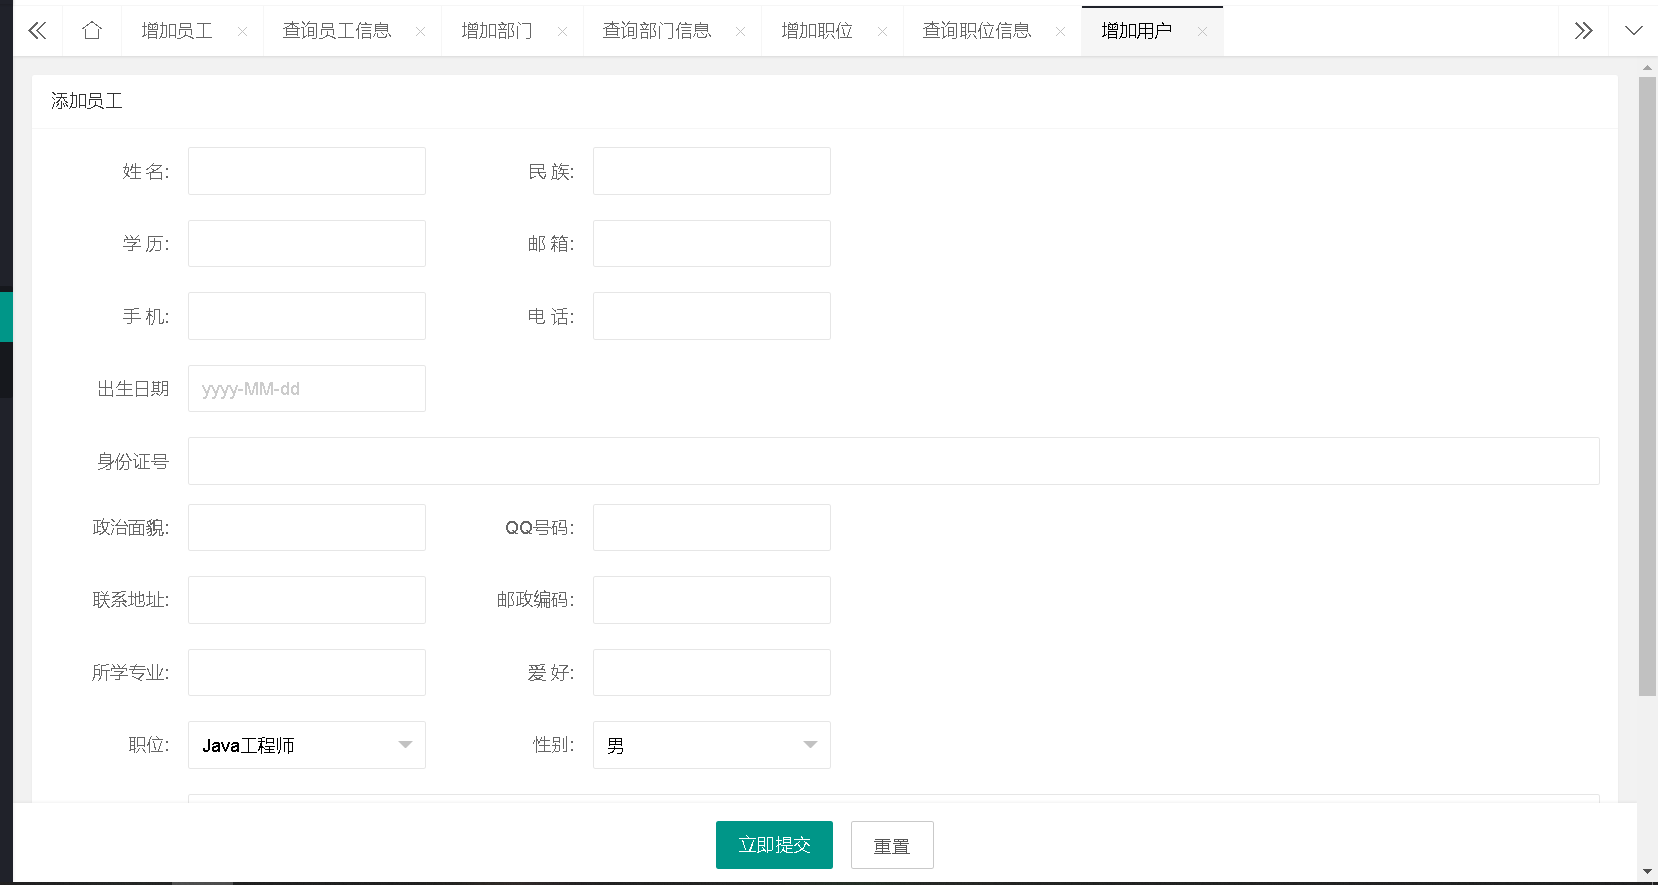 增加员工 查询员工信息 增加部门 查询部门信息 增加职位 查询职位信息 增加用户
添加员工
姓 名: 民 族:
学 历: 邮 箱:
手 机: 电 话:
出生日期 yyyy-MM-dd
身份证号
政治面貌: QQ号码:
联系地址: 邮政编码:
所学专业: 爱 好:
职位: Java工程师 性别: 男
立即提交 重置